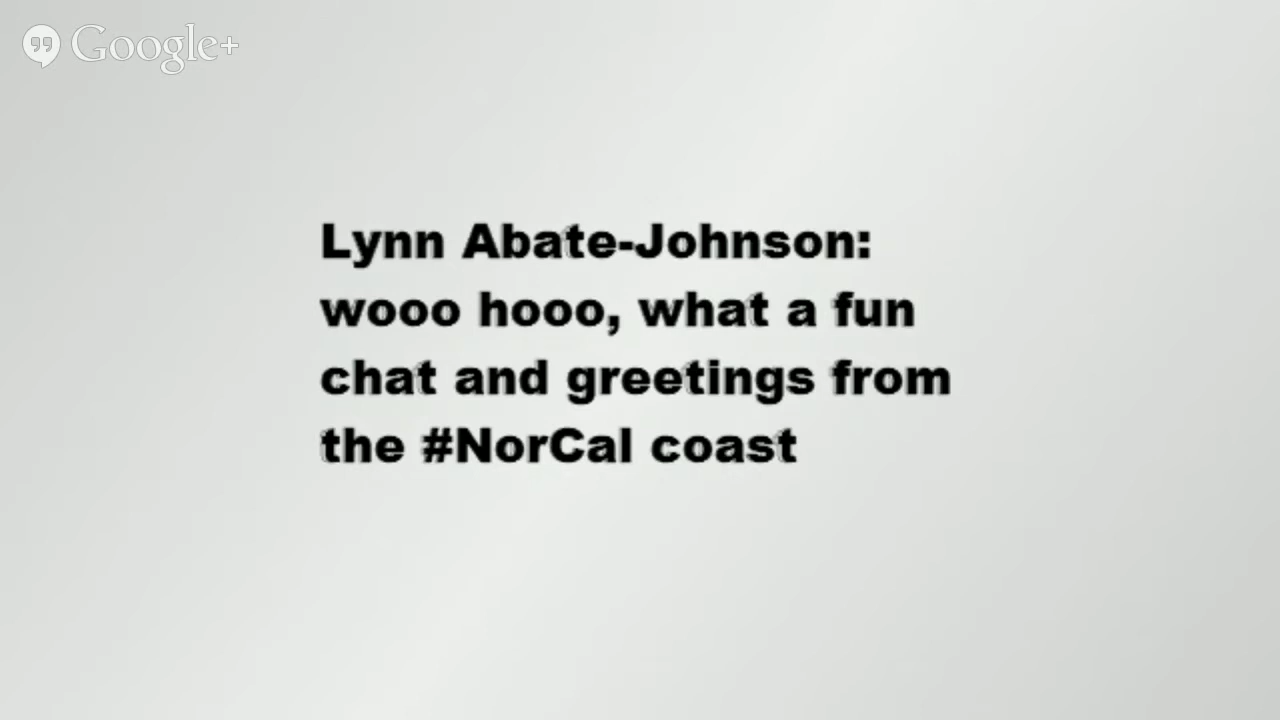 Google+
Lynn Abate-Johnson:
wooo hooo, what a fun
chat and greetings from
the #NorCal coast